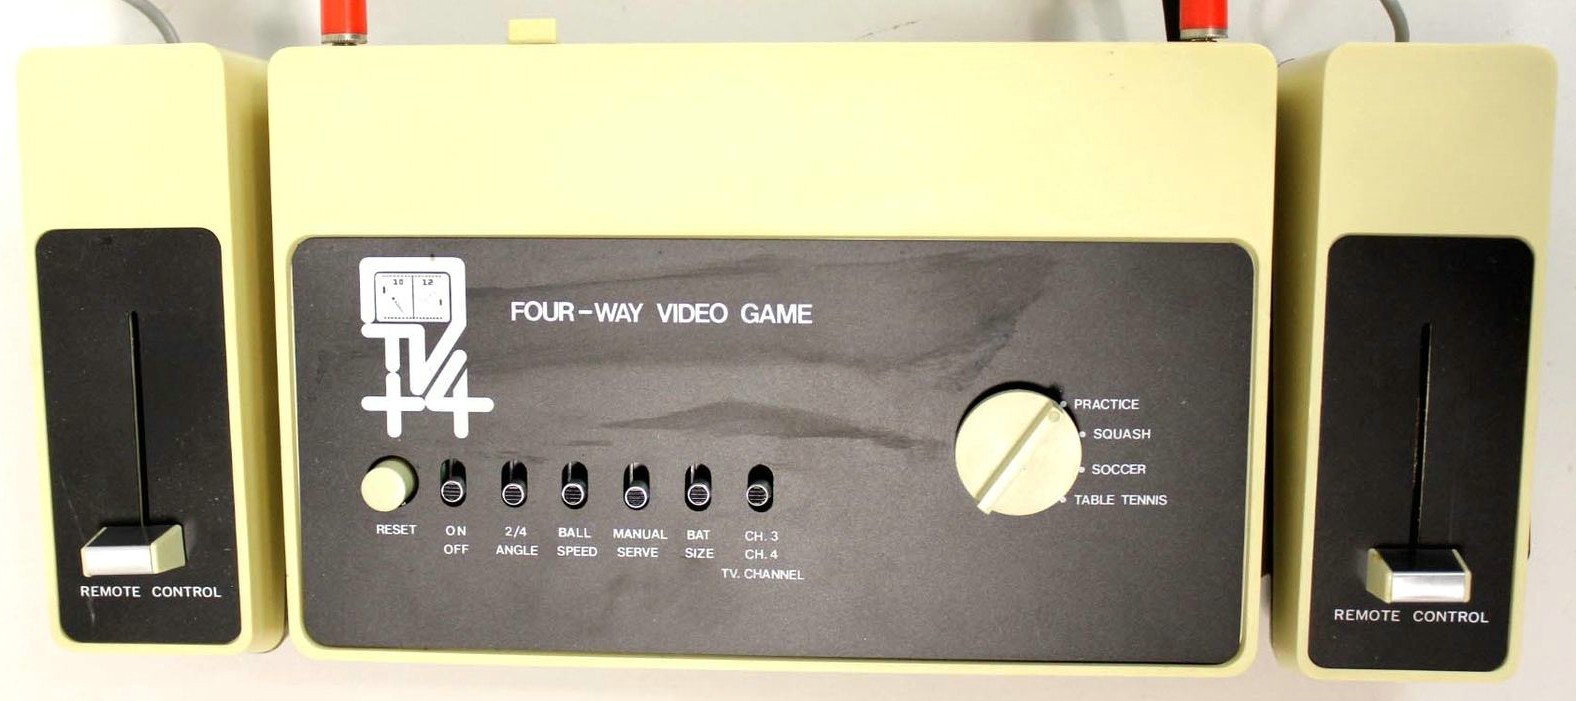 10 12
TV
+4
FOUR-WAY VIDEO GAME
PRACTICE
SQUASH
SOCCER
TABLE TENNIS
RESET
ON
OFF
2/4
ANGLE
BALL
SPEED
MANUAL
SERVE
BAT
SIZE
CH. 3
CH. 4
TV. CHANNEL
REMOTE CONTROL
REMOTE CONTROL